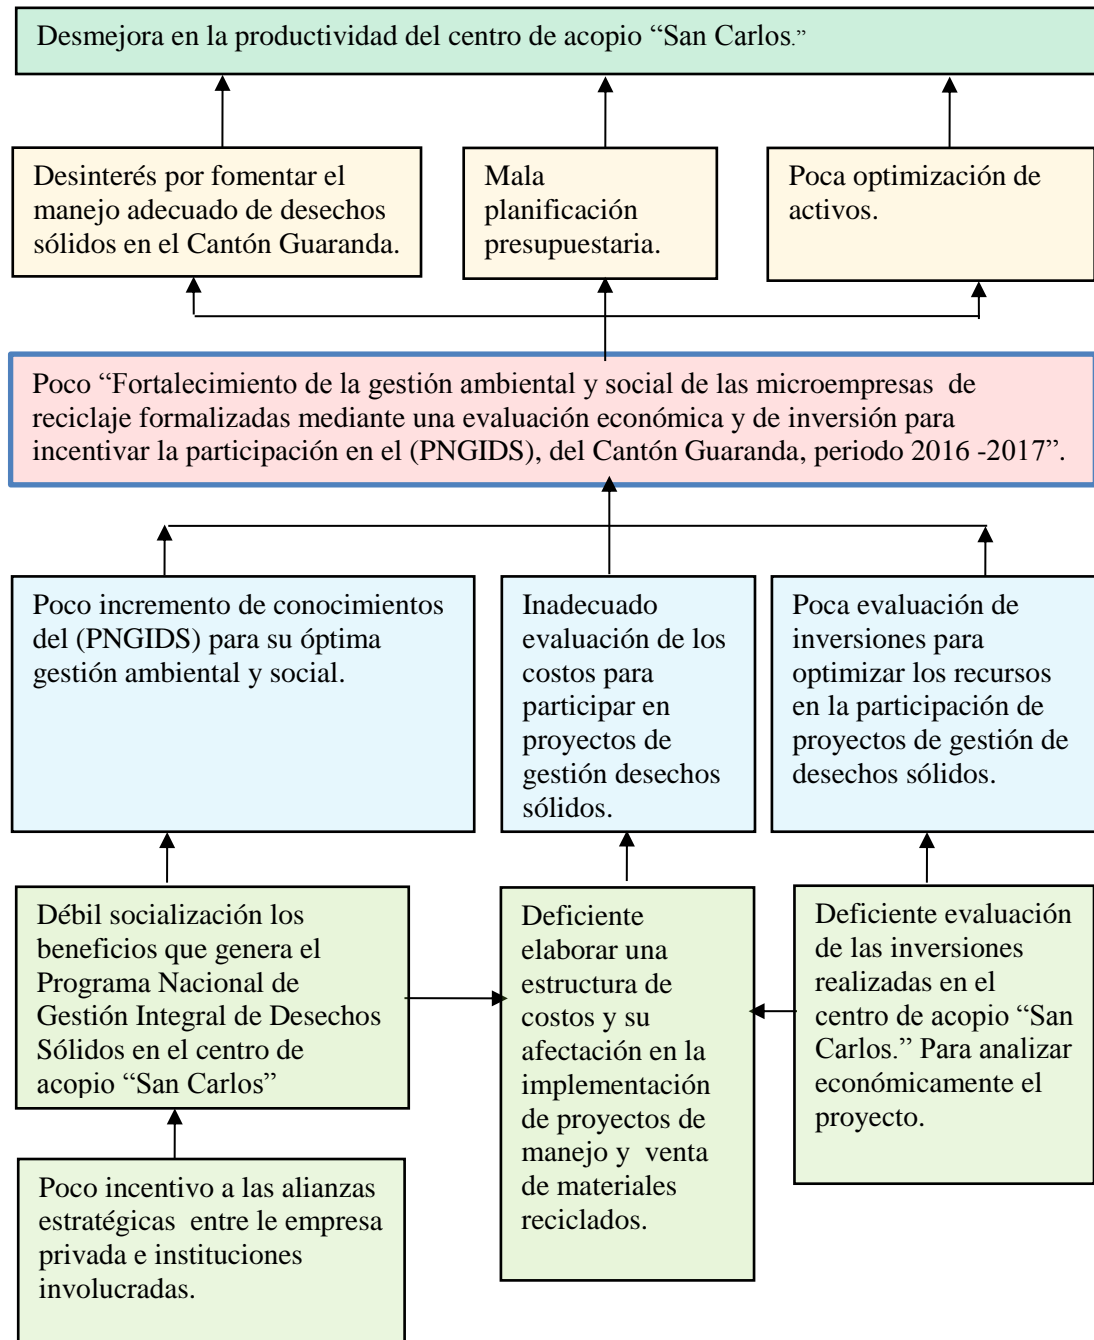 Desmejora en la productividad del centro de acopio “San Carlos.”
Desinterés por fomentar el
manejo adecuado de desechos
sólidos en el Cantón Guaranda.
Mala
planificación
presupuestaria.
Poca optimización de
activos.
Poco “Fortalecimiento de la gestión ambiental y social de las microempresas de
reciclaje formalizadas mediante una evaluación económica y de inversión para
incentivar la participación en el (PNGIDS), del Cantón Guaranda, periodo 2016 -2017”.
Poco incremento de conocimientos
del (PNGIDS) para su óptima
gestión ambiental y social.
Inadecuado
evaluación de los
costos para
participar en
proyectos de
gestión desechos
sólidos.
Poca evaluación de
inversiones para
optimizar los recursos
en la participación de
proyectos de gestión de
desechos sólidos.
Débil socialización los
beneficios que genera el
Programa Nacional de
Gestión Integral de Desechos
Sólidos en el centro de
acopio “San Carlos”
Deficiente
elaborar una
estructura de
costos y su
afectación en la
implementación
de proyectos de
manejo y venta
de materiales
reciclados.
Deficiente evaluación
de las inversiones
realizadas en el
centro de acopio “San
Carlos.” Para analizar
económicamente el
proyecto.
Poco incentivo a las alianzas
estratégicas entre le empresa
privada e instituciones
involucradas.